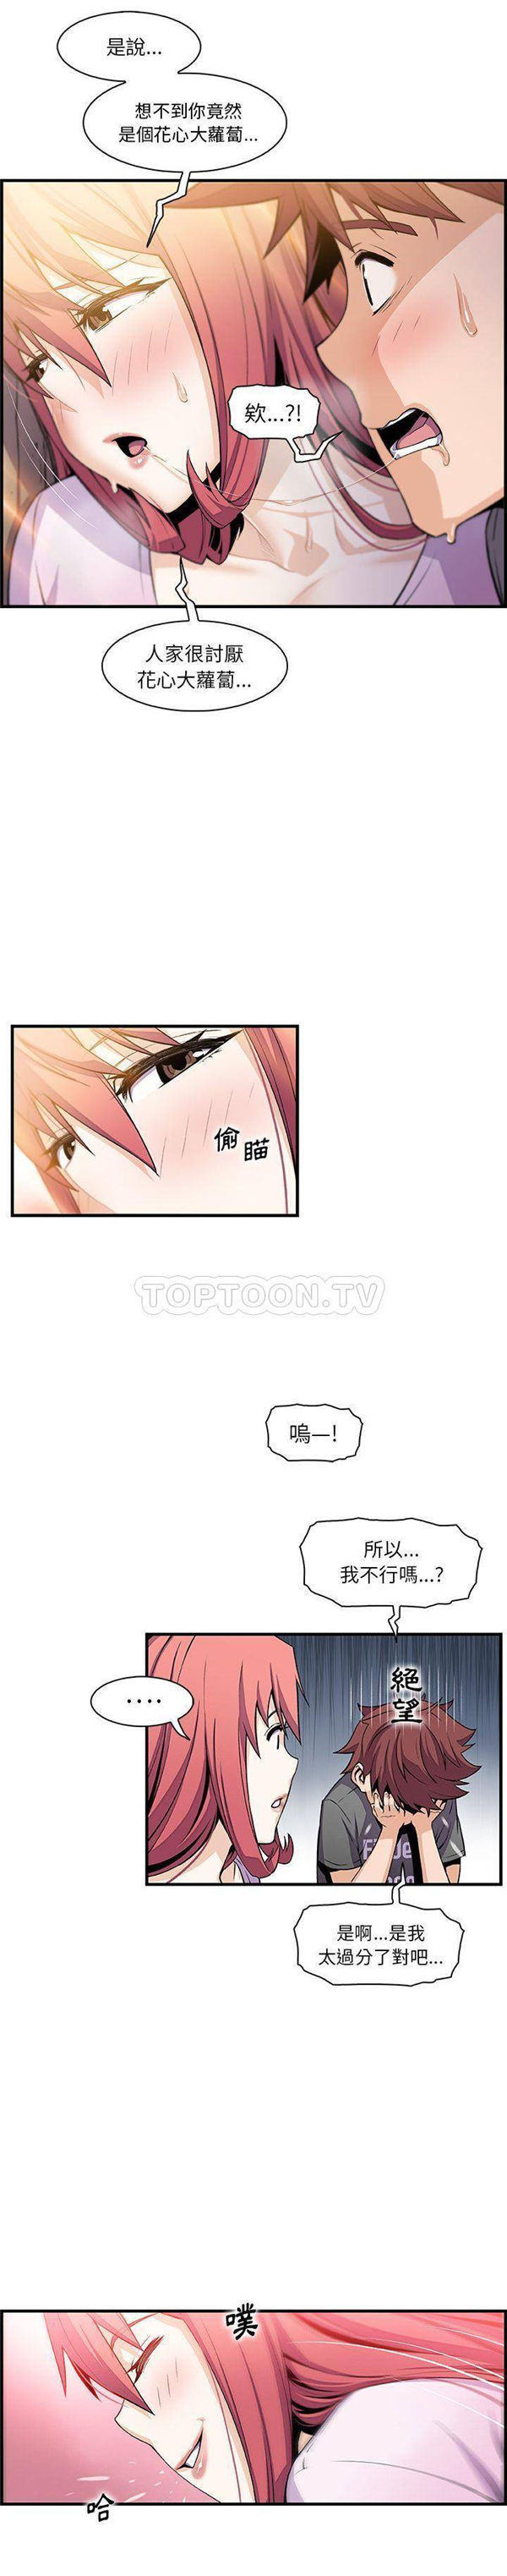 是說...
想不到你竟然
是個花心大蘿蔔...
欸...?!
人家很討厭
花心大蘿蔔...
偷瞄
TOPTOON.TV
嗚—!
所以...
我不行嗎...?
....
絕望
是啊...是我
太過分了對吧...
噗
哈